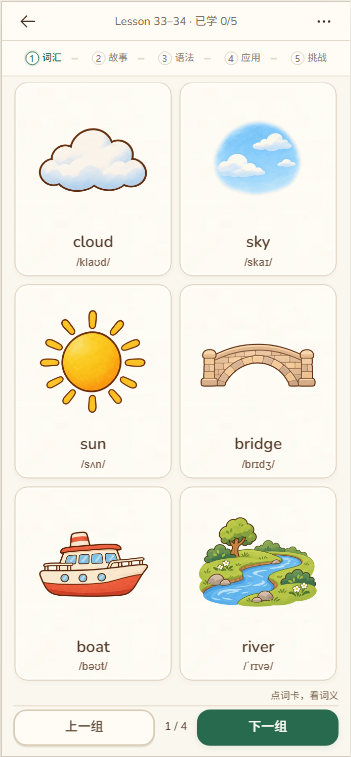 Lesson 33–34 · 已学 0/5
1 词汇 – 2 故事 – 3 语法 – 4 应用 – 5 挑战
cloud sky
/klaʊd/ /skaɪ/
sun bridge
/sʌn/ /brɪdʒ/
boat river
/bəʊt/ /ˈrɪvə/
点词卡，看词义
上一组 1 / 4 下一组